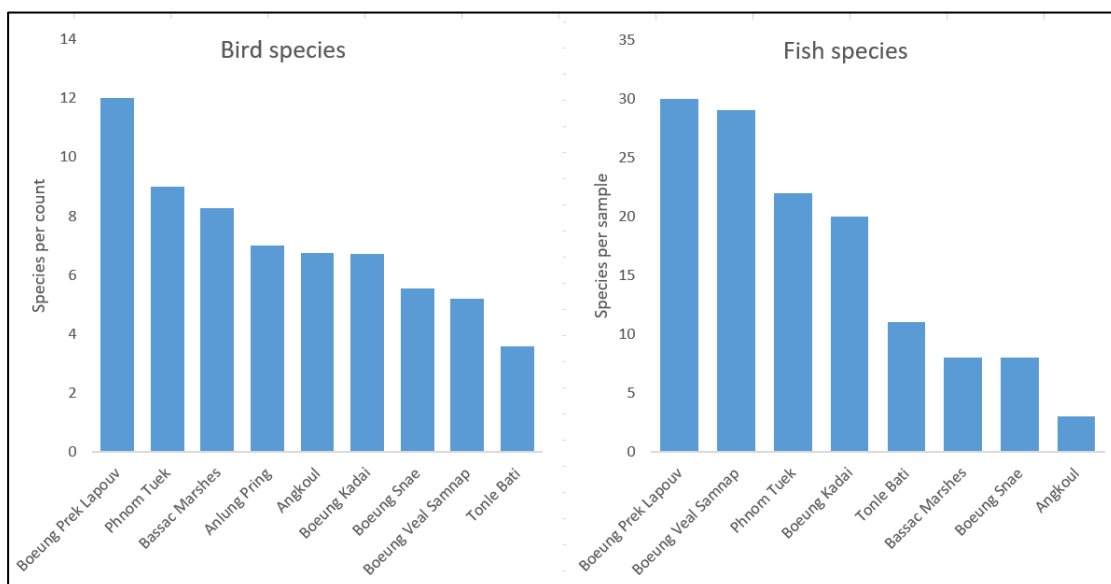 Bird species
14
12
10
8
6
4
2
0
Species per count
Boeung Prek Lapouv
Phnom Tuek
Bassac Marshes
Anlung Pring
Angkoul
Boeung Kadai
Boeung Snae
Boeung Veal Samnap
Tonle Bati
Fish species
35
30
25
20
15
10
5
0
Species per sample
Boeung Prek Lapouv
Boeung Veal Samnap
Phnom Tuek
Boeung Kadai
Tonle Bati
Bassac Marshes
Boeung Snae
Angkoul